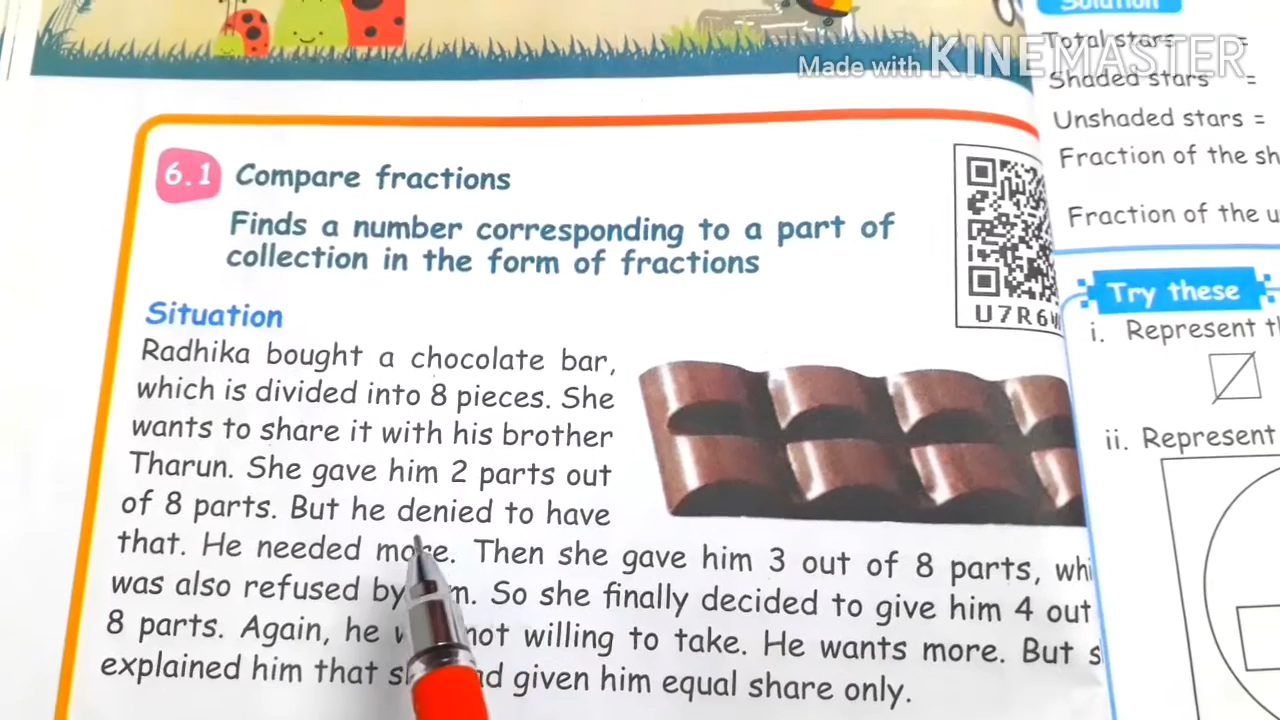 Made with KINEMASTER
6.1 Compare fractions
Finds a number corresponding to a part of
collection in the form of fractions
U7R6
Situation
Radhika bought a chocolate bar,
which is divided into 8 pieces. She
wants to share it with his brother
Tharun. She gave him 2 parts out
of 8 parts. But he denied to have
that. He needed more. Then she gave him 3 out of 8 parts,
was also refused by So she finally decided to give him 4 out
8 parts. Again, he not willing to take. He wants more. But
explained him that given him equal share only.
Solution
Total stars =
Shaded stars =
Unshaded stars =
Fraction of the
Fraction of the
Try these
i. Represent
ii. Represent